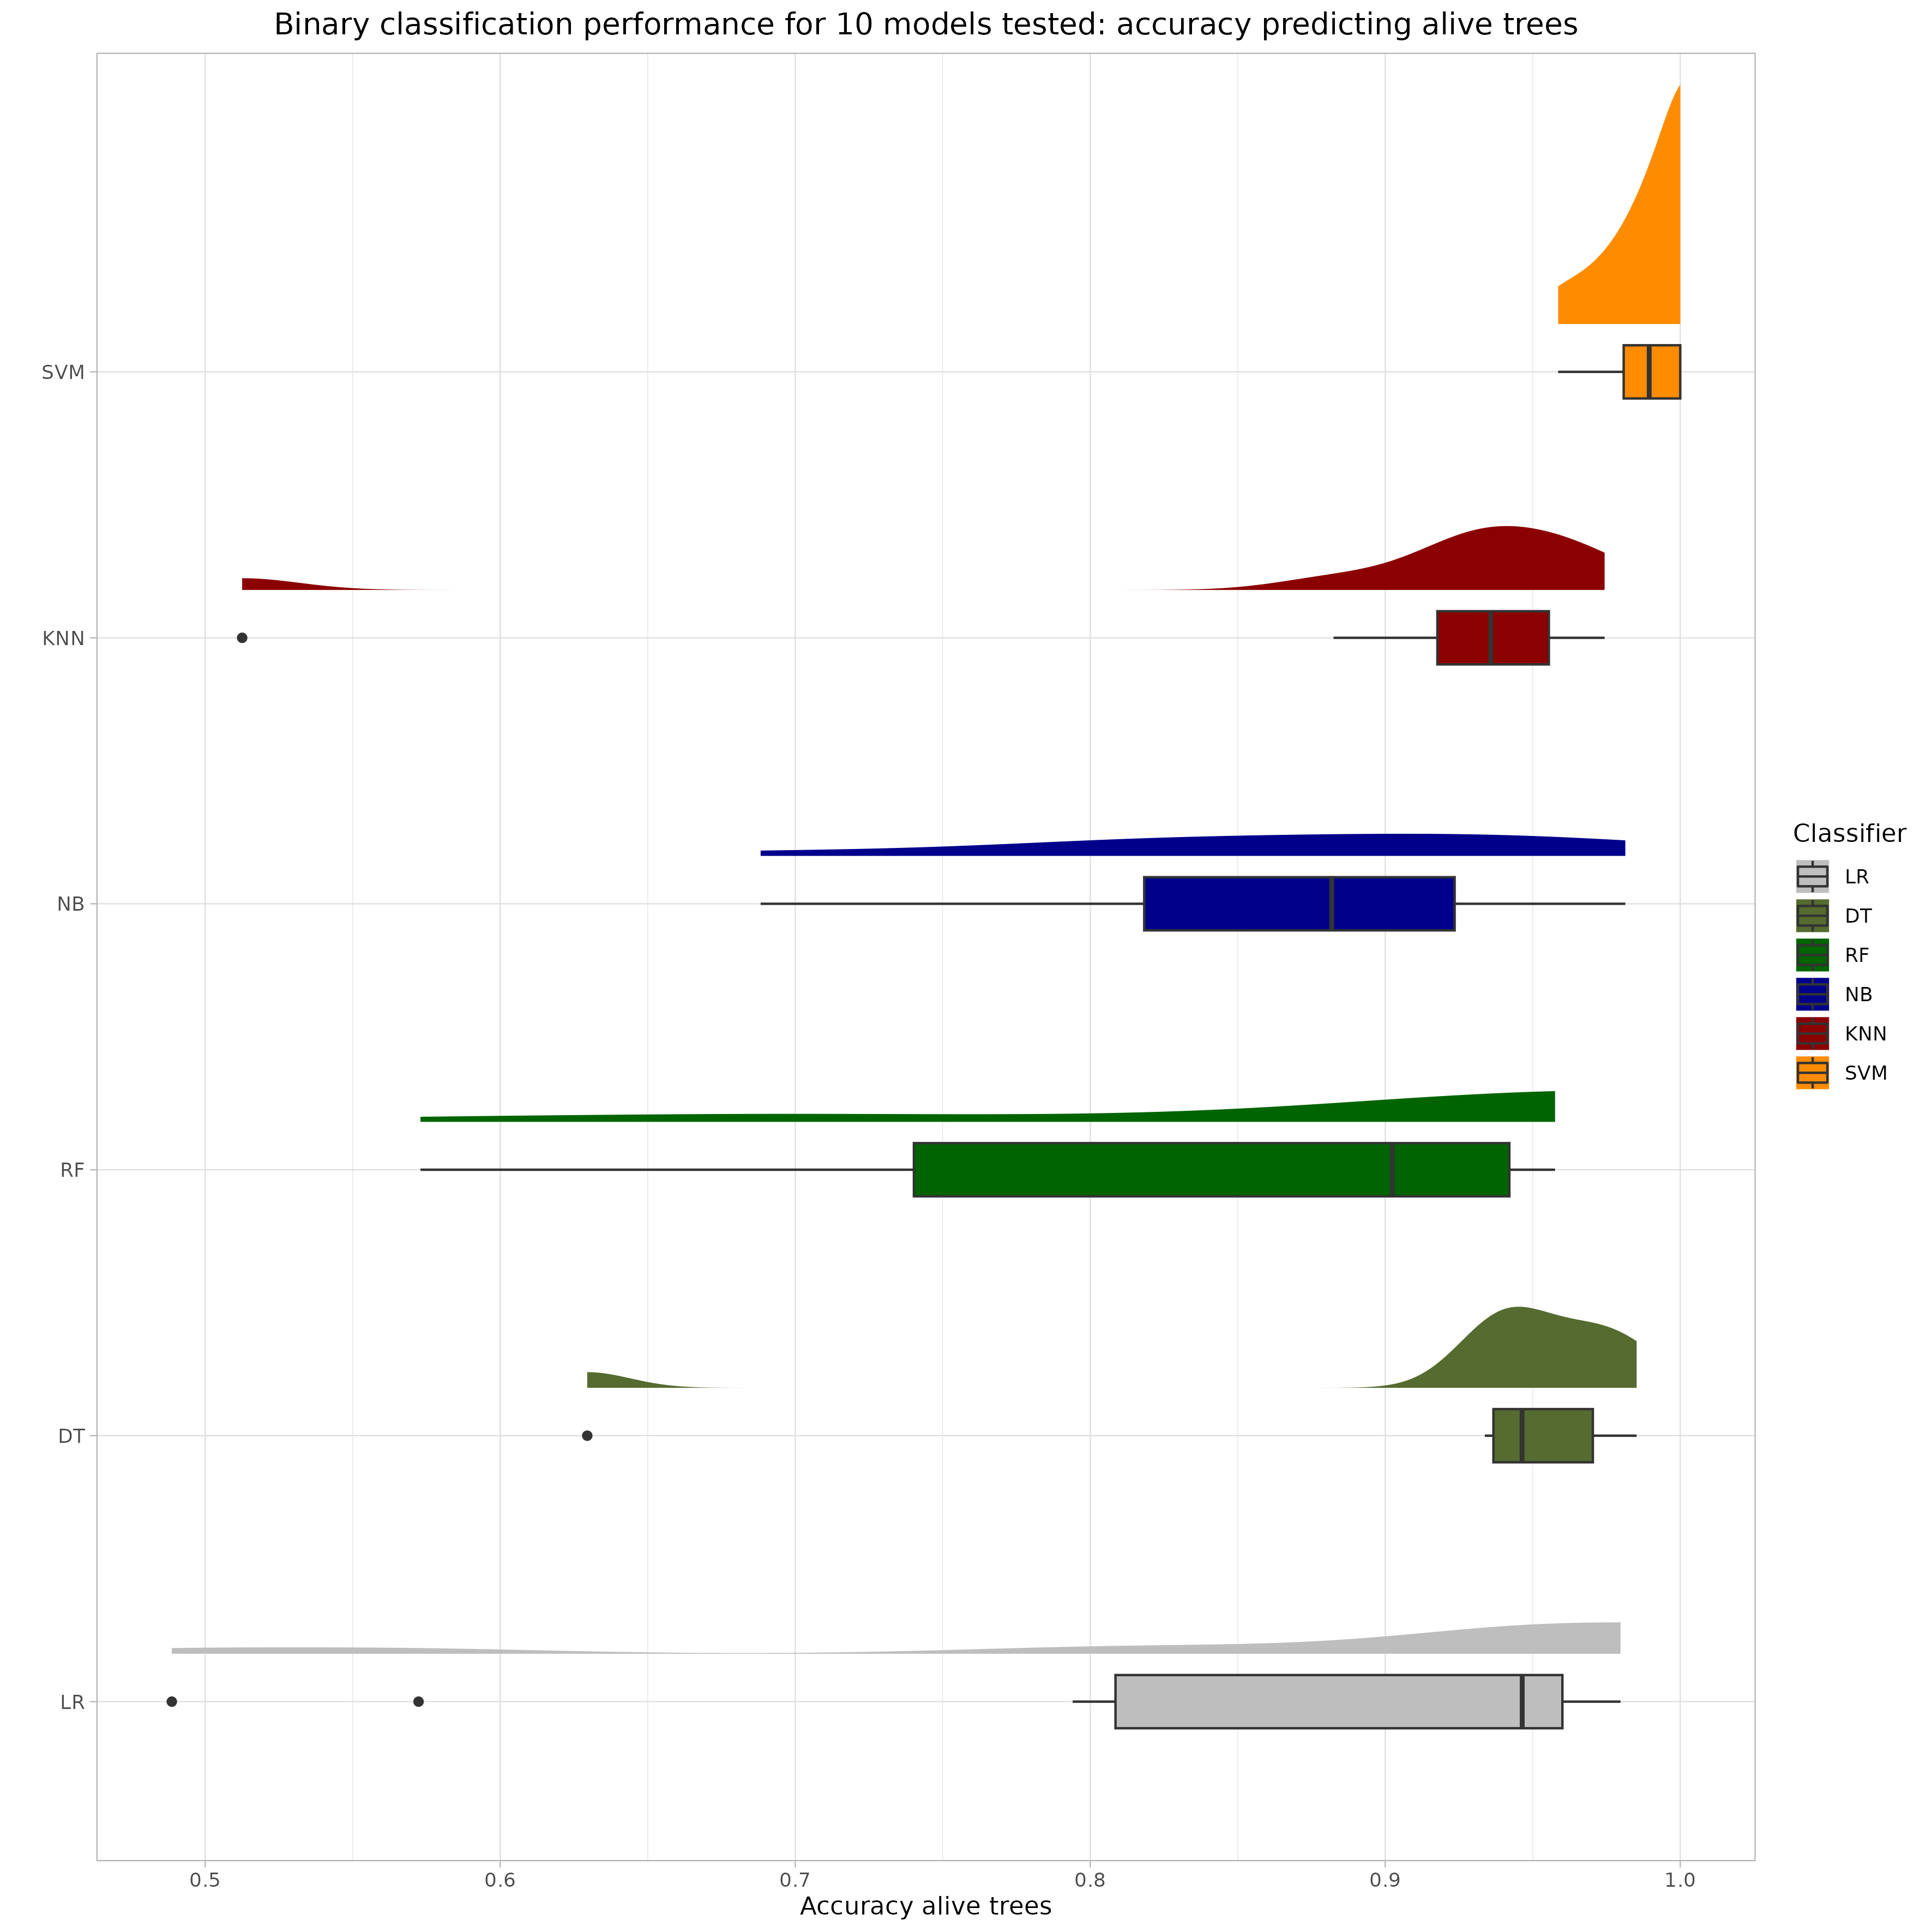 Binary classification performance for 10 models tested: accuracy predicting alive trees
SVM
KNN
NB
RF
DT
LR
0.5 0.6 0.7 0.8 0.9 1.0
Accuracy alive trees
Classifier
LR
DT
RF
NB
KNN
SVM